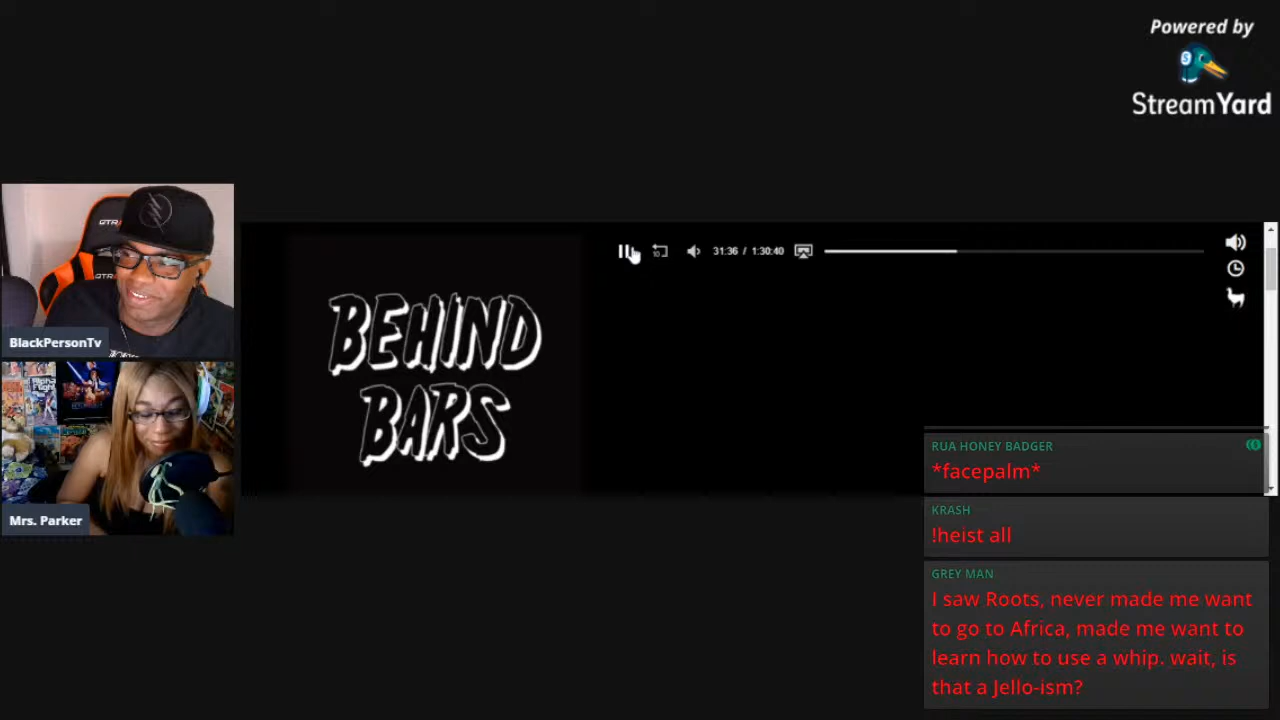 Powered by
StreamYard
GTR
BlackPersonTv
Mrs. Parker
31:36 / 1:30:40
BEHIND
BARS
RUA HONEY BADGER
*facepalm*
KRASH
!heist all
GREY MAN
I saw Roots, never made me want
to go to Africa, made me want to
learn how to use a whip. wait, is
that a Jello-ism?